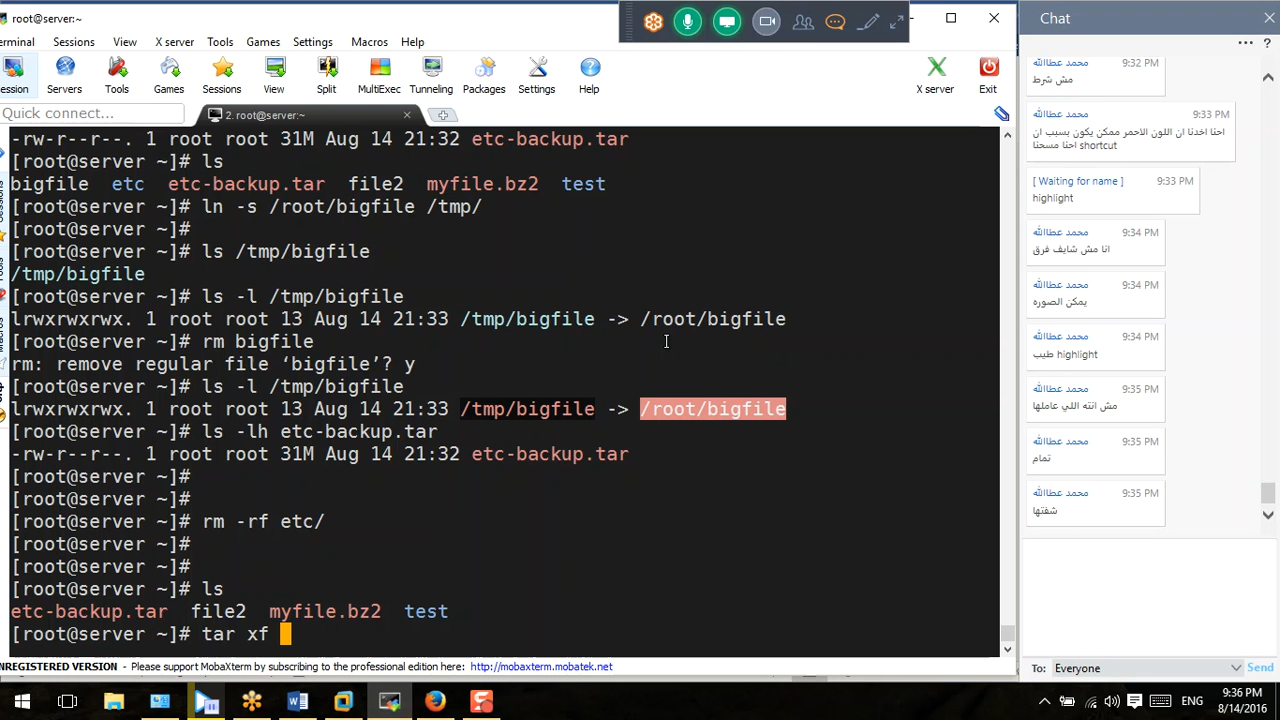 root@server:~
erminal Sessions View X server Tools Games Settings Macros Help
ession Servers Tools Games Sessions View Split MultiExec Tunneling Packages Settings Help X server Exit
Quick connect... 2. root@server:~
-rw-r--r--. 1 root root 31M Aug 14 21:32 etc-backup.tar
[root@server ~]# ls
bigfile etc etc-backup.tar file2 myfile.bz2 test
[root@server ~]# ln -s /root/bigfile /tmp/
[root@server ~]#
[root@server ~]# ls /tmp/bigfile
/tmp/bigfile
[root@server ~]# ls -l /tmp/bigfile
lrwxrwxrwx. 1 root root 13 Aug 14 21:33 /tmp/bigfile -> /root/bigfile
[root@server ~]# rm bigfile
rm: remove regular file ‘bigfile’? y
[root@server ~]# ls -l /tmp/bigfile
lrwxrwxrwx. 1 root root 13 Aug 14 21:33 /tmp/bigfile -> /root/bigfile
[root@server ~]# ls -lh etc-backup.tar
-rw-r--r--. 1 root root 31M Aug 14 21:32 etc-backup.tar
[root@server ~]#
[root@server ~]#
[root@server ~]# rm -rf etc/
[root@server ~]#
[root@server ~]#
[root@server ~]# ls
etc-backup.tar file2 myfile.bz2 test
[root@server ~]# tar xf
NREGISTERED VERSION - Please support MobaXterm by subscribing to the professional edition here: http://mobaxterm.mobatek.net
Chat
محمد عطاالله 9:32 PM
مش شرط
محمد عطاالله 9:33 PM
احنا اخدنا ان اللون الاحمر ممكن يكون بسبب ان
احنا مسحنا shortcut
[ Waiting for name ] 9:33 PM
highlight
محمد عطاالله 9:34 PM
انا مش شايف فرق
محمد عطاالله 9:34 PM
يمكن الصوره
محمد عطاالله 9:34 PM
طيب highlight
محمد عطاالله 9:35 PM
مش انته اللي عاملها
محمد عطاالله 9:35 PM
تمام
محمد عطاالله 9:35 PM
شفتها
To: Everyone Send
ENG
9:36 PM
8/14/2016